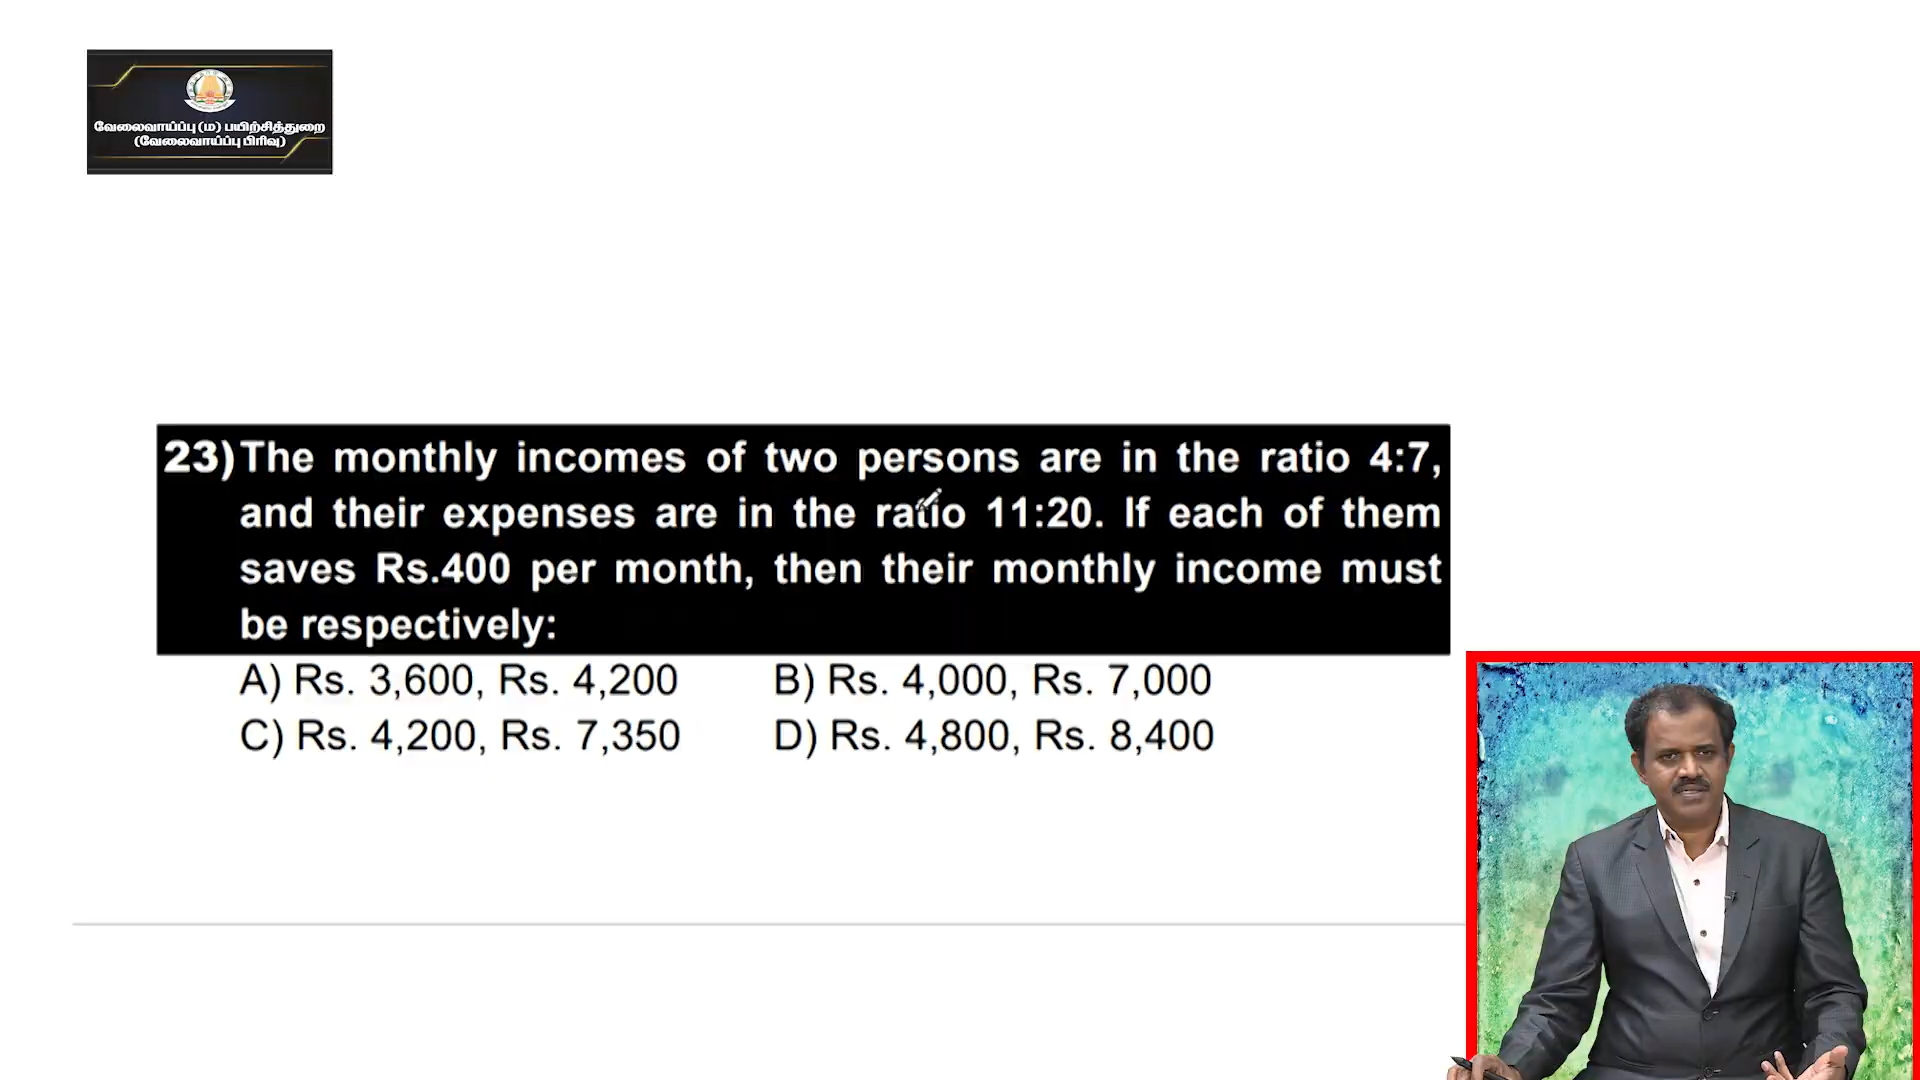 வேலைவாய்ப்பு (ம) பயிற்சித்துறை
(வேலைவாய்ப்பு பிரிவு)
23) The monthly incomes of two persons are in the ratio 4:7,
and their expenses are in the ratio 11:20. If each of them
saves Rs.400 per month, then their monthly income must
be respectively:
A) Rs. 3,600, Rs. 4,200 B) Rs. 4,000, Rs. 7,000
C) Rs. 4,200, Rs. 7,350 D) Rs. 4,800, Rs. 8,400